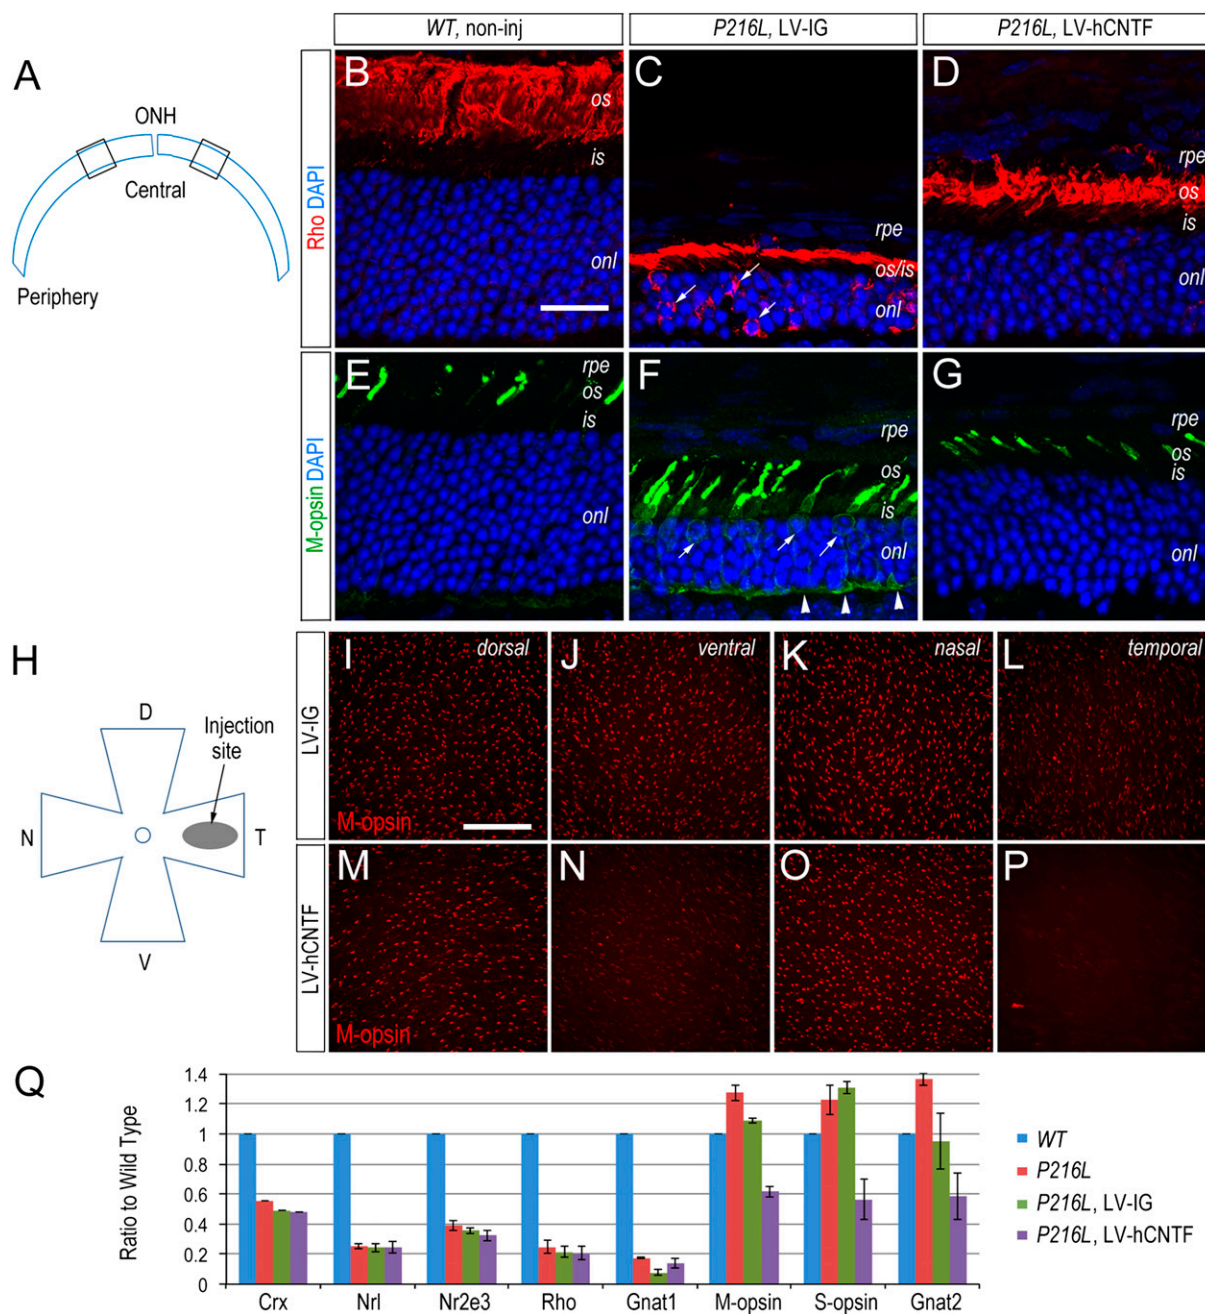 WT, non-inj
P216L, LV-IG
P216L, LV-hCNTF
A
ONH
Central
Periphery
Rho DAPI
B
os
is
onl
C
rpe
os/is
onl
D
rpe
os
is
onl
M-opsin DAPI
E
rpe
os
is
onl
F
rpe
os
is
onl
G
rpe
os
is
onl
H
D
Injection
site
N
T
V
LV-IG
I
dorsal
M-opsin
J
ventral
K
nasal
L
temporal
LV-hCNTF
M
M-opsin
N
O
P
Q
Ratio to Wild Type
1.4
1.2
1
0.8
0.6
0.4
0.2
0
Crx
Nrl
Nr2e3
Rho
Gnat1
M-opsin
S-opsin
Gnat2
WT
P216L
P216L, LV-IG
P216L, LV-hCNTF